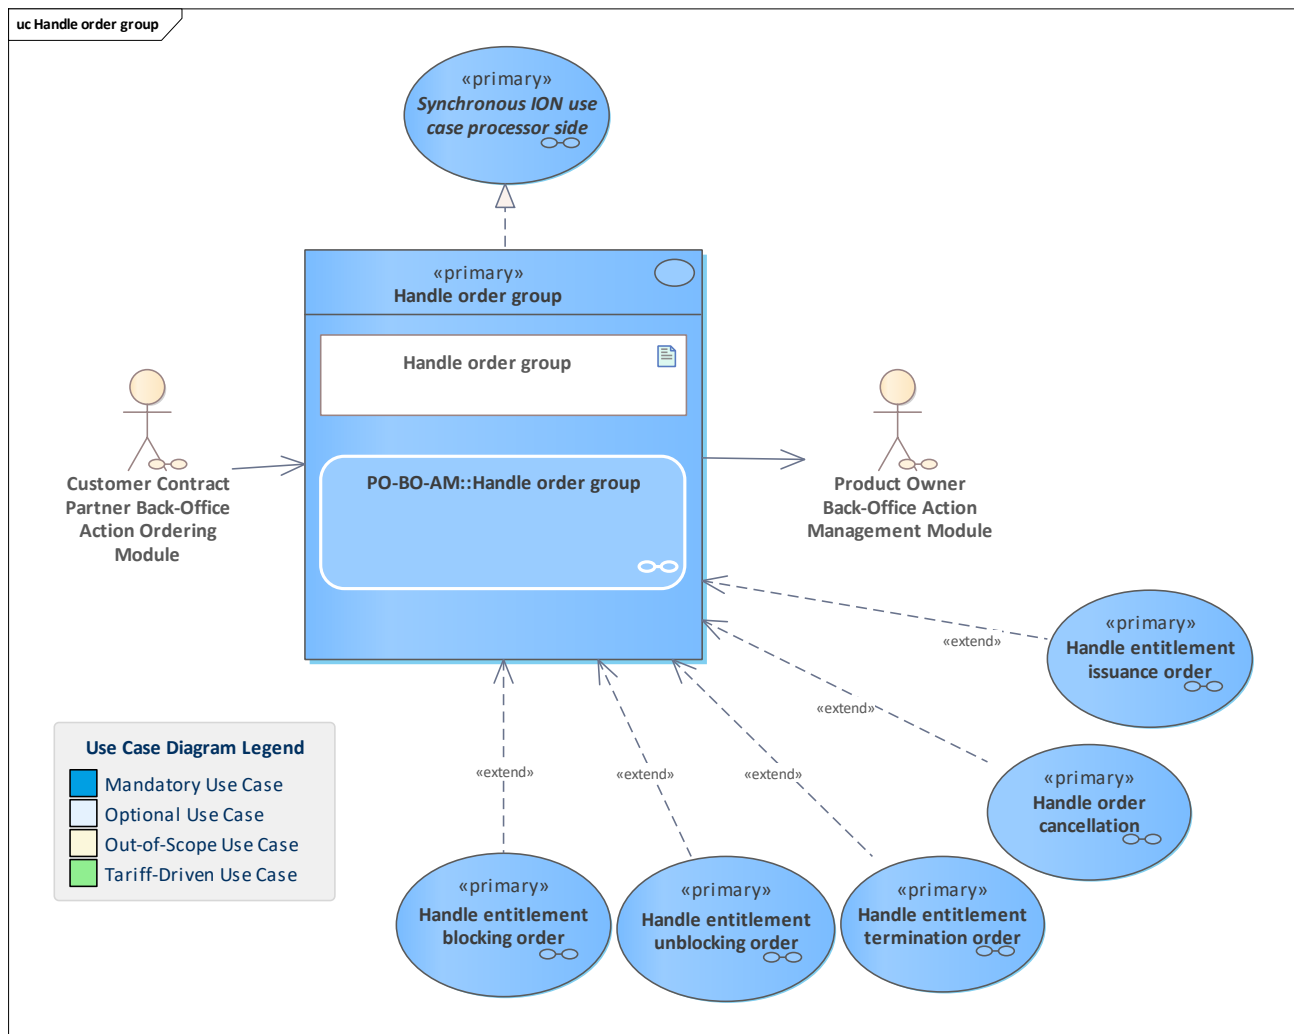 uc Handle order group
«primary»
Synchronous ION use
case processor side
«primary»
Handle order group
Handle order group
PO-BO-AM::Handle order group
Customer Contract
Partner Back-Office
Action Ordering
Module
Product Owner
Back-Office Action
Management Module
«extend»
«primary»
Handle entitlement
issuance order
«extend»
«primary»
Handle order
cancellation
«extend»
«extend»
«extend»
«primary»
Handle entitlement
blocking order
«primary»
Handle entitlement
unblocking order
«primary»
Handle entitlement
termination order
Use Case Diagram Legend
Mandatory Use Case
Optional Use Case
Out-of-Scope Use Case
Tariff-Driven Use Case